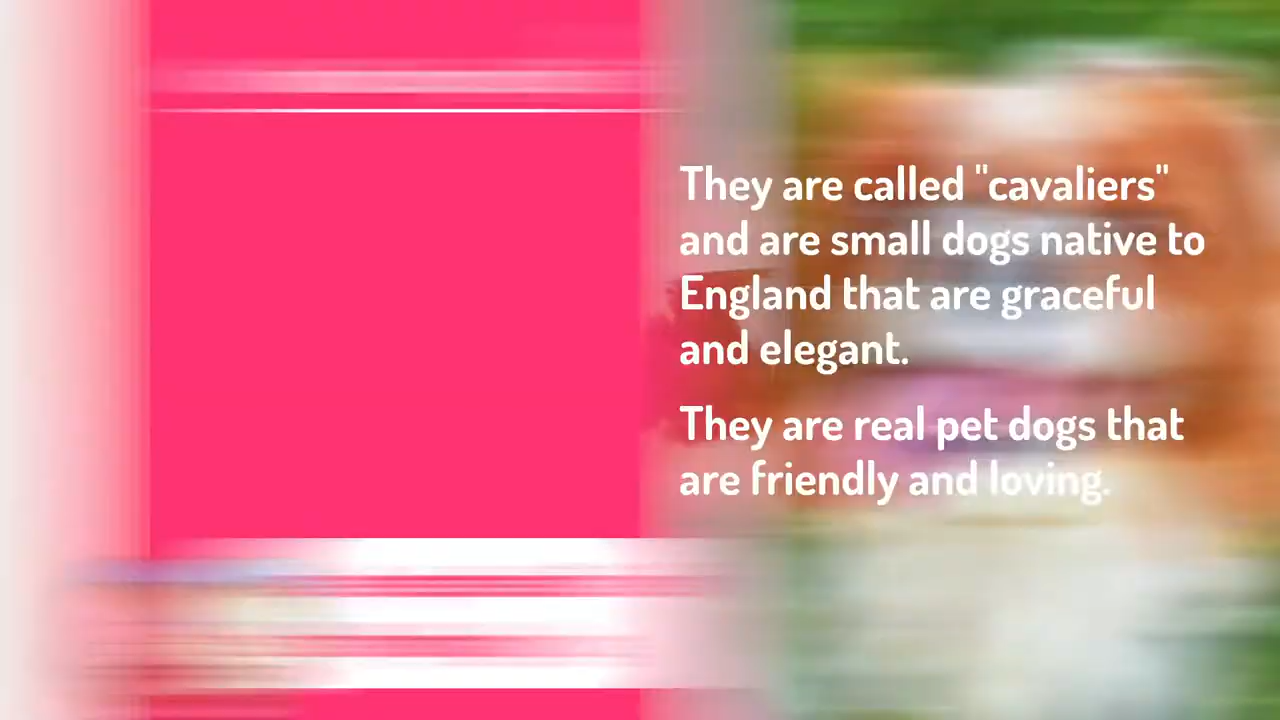 They are called "cavaliers"
and are small dogs native to
England that are graceful
and elegant.
They are real pet dogs that
are friendly and loving.